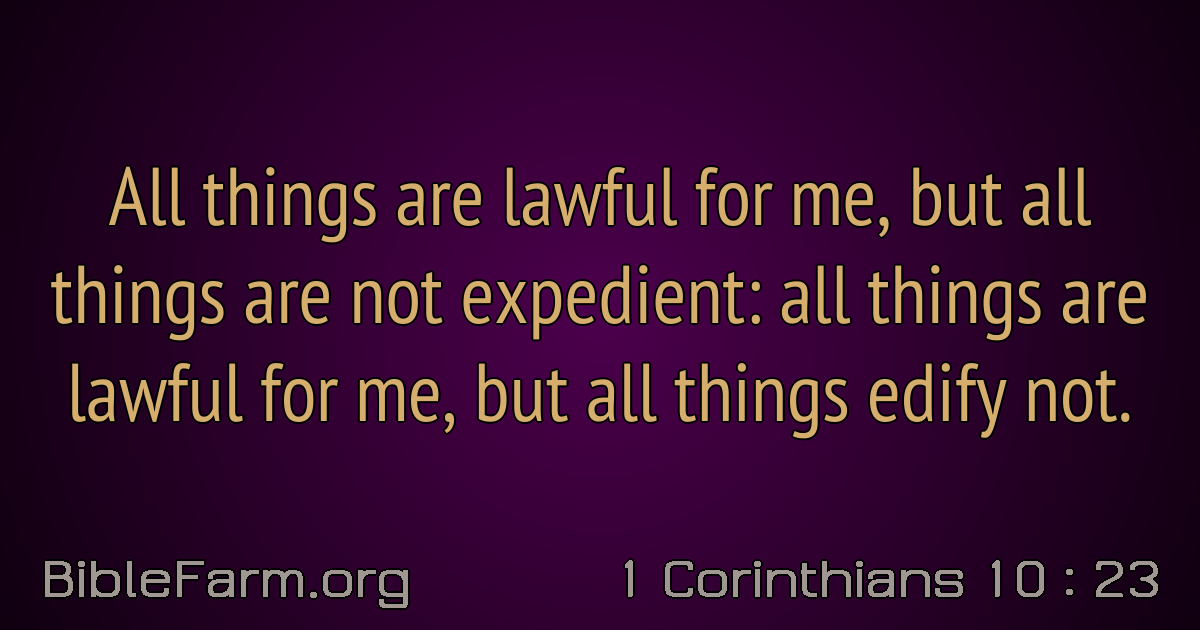 All things are lawful for me, but all
things are not expedient: all things are
lawful for me, but all things edify not.
BibleFarm.org
1 Corinthians 10 : 23